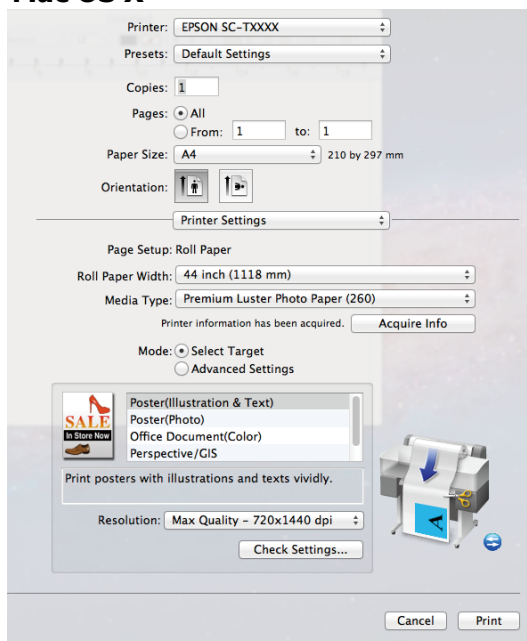 Mac OS X
Printer: EPSON SC-TXXXX
Presets: Default Settings
Copies: 1
Pages: All
From: 1 to: 1
Paper Size: A4 210 by 297 mm
Orientation:
Printer Settings
Page Setup: Roll Paper
Roll Paper Width: 44 inch (1118 mm)
Media Type: Premium Luster Photo Paper (260)
Printer information has been acquired. Acquire Info
Mode: Select Target
Advanced Settings
SALE
In Store Now
Poster(Illustration & Text)
Poster(Photo)
Office Document(Color)
Perspective/GIS
Print posters with illustrations and texts vividly.
Resolution: Max Quality – 720x1440 dpi
Check Settings...
A
Cancel Print